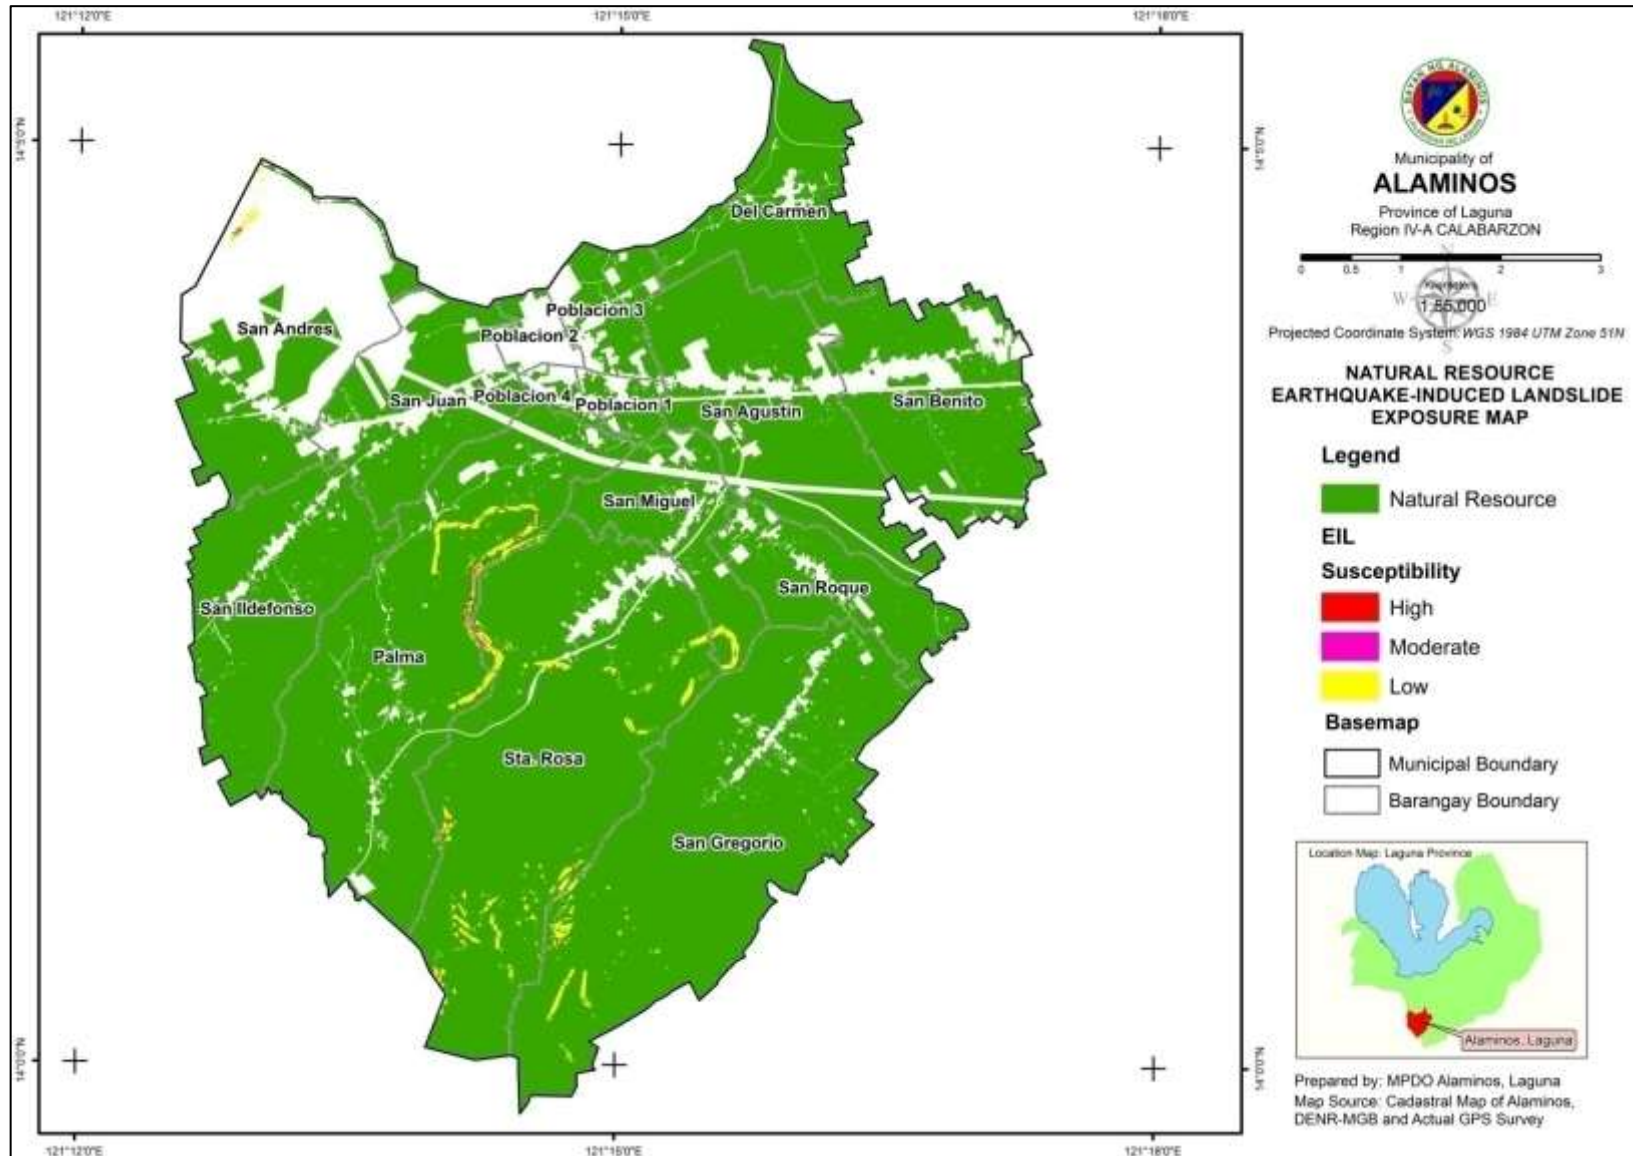 121°12'0"E 121°15'0"E 121°18'0"E
14°5'0"N 14°5'0"N
Del Carmen
San Andres
Poblacion 3
Poblacion 2
San Juan
Poblacion 4
Poblacion 1
San Agustin
San Benito
San Miguel
San Roque
San Ildefonso
Palma
Sta. Rosa
San Gregorio
14°0'0"N 14°0'0"N
121°12'0"E 121°15'0"E 121°18'0"E
BAYAN NG ALAMINOS
Municipality of
ALAMINOS
Province of Laguna
Region IV-A CALABARZON
N
0 0.5 1 2 3
Kilometers
W E
1:55,000
Projected Coordinate System: WGS 1984 UTM Zone 51N
S
NATURAL RESOURCE
EARTHQUAKE-INDUCED LANDSLIDE
EXPOSURE MAP
Legend
Natural Resource
EIL
Susceptibility
High
Moderate
Low
Basemap
Municipal Boundary
Barangay Boundary
Location Map: Laguna Province
Alaminos, Laguna
Prepared by: MPDO Alaminos, Laguna
Map Source: Cadastral Map of Alaminos,
DENR-MGB and Actual GPS Survey